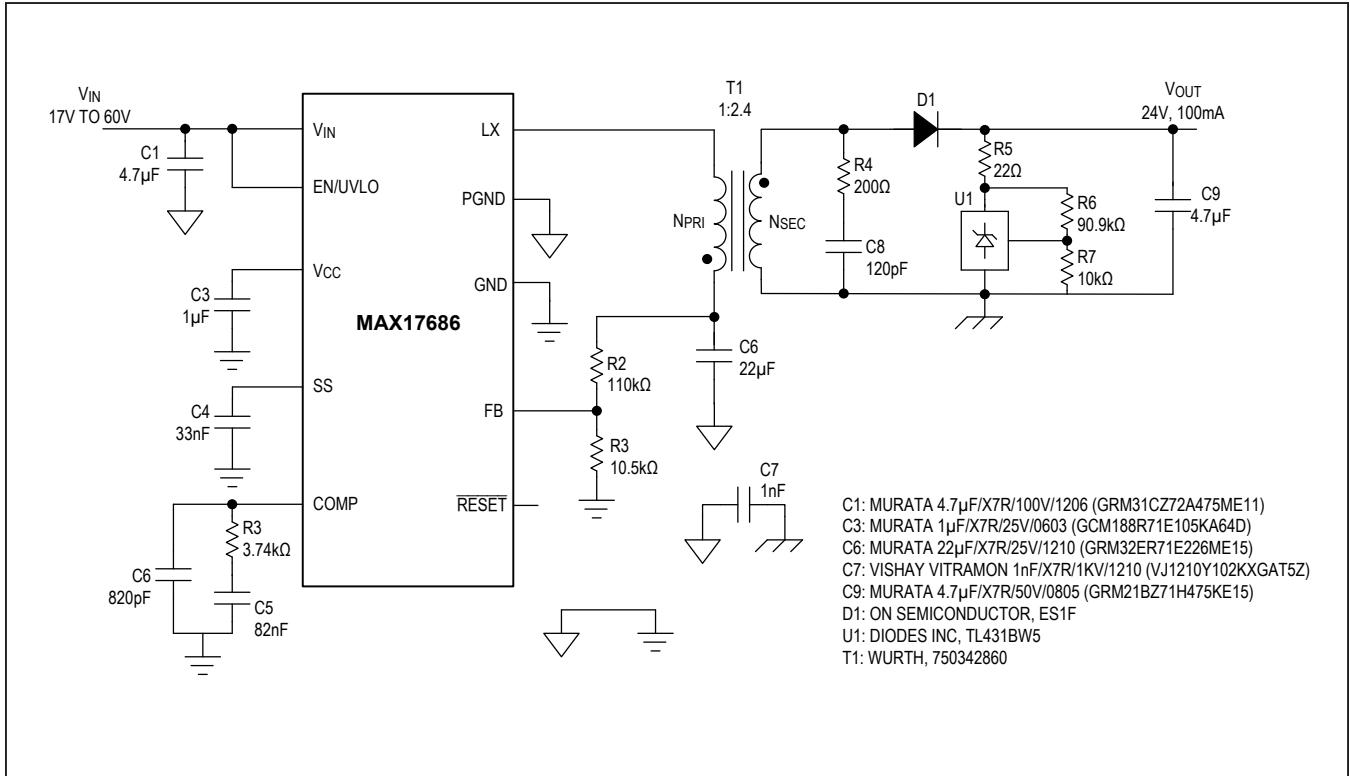 VIN
17V TO 60V
C1
4.7µF
VIN
EN/UVLO
VCC
C3
1µF
SS
C4
33nF
COMP
R3
3.74kΩ
C6
820pF
C5
82nF
MAX17686
LX
PGND
GND
FB
RESET
R2
110kΩ
R3
10.5kΩ
C6
22µF
T1
1:2.4
NPRI
NSEC
R4
200Ω
C8
120pF
D1
VOUT
24V, 100mA
R5
22Ω
U1
R6
90.9kΩ
R7
10kΩ
C9
4.7µF
C7
1nF
C1: MURATA 4.7µF/X7R/100V/1206 (GRM31CZ72A475ME11)
C3: MURATA 1µF/X7R/25V/0603 (GCM188R71E105KA64D)
C6: MURATA 22µF/X7R/25V/1210 (GRM32ER71E226ME15)
C7: VISHAY VITRAMON 1nF/X7R/1KV/1210 (VJ1210Y102KXGAT5Z)
C9: MURATA 4.7µF/X7R/50V/0805 (GRM21BZ71H475KE15)
D1: ON SEMICONDUCTOR, ES1F
U1: DIODES INC, TL431BW5
T1: WURTH, 750342860